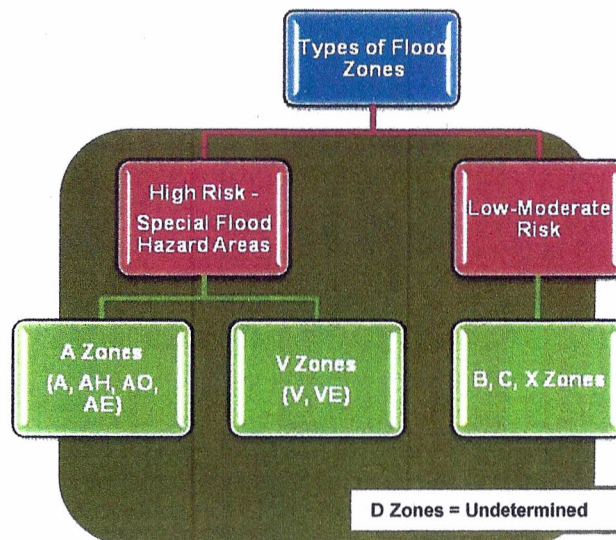 Types of Flood
Zones
High Risk -
Special Flood
Hazard Areas
Low-Moderate
Risk
A Zones
(A, AH, AO,
AE)
V Zones
(V, VE)
B, C, X Zones
D Zones = Undetermined